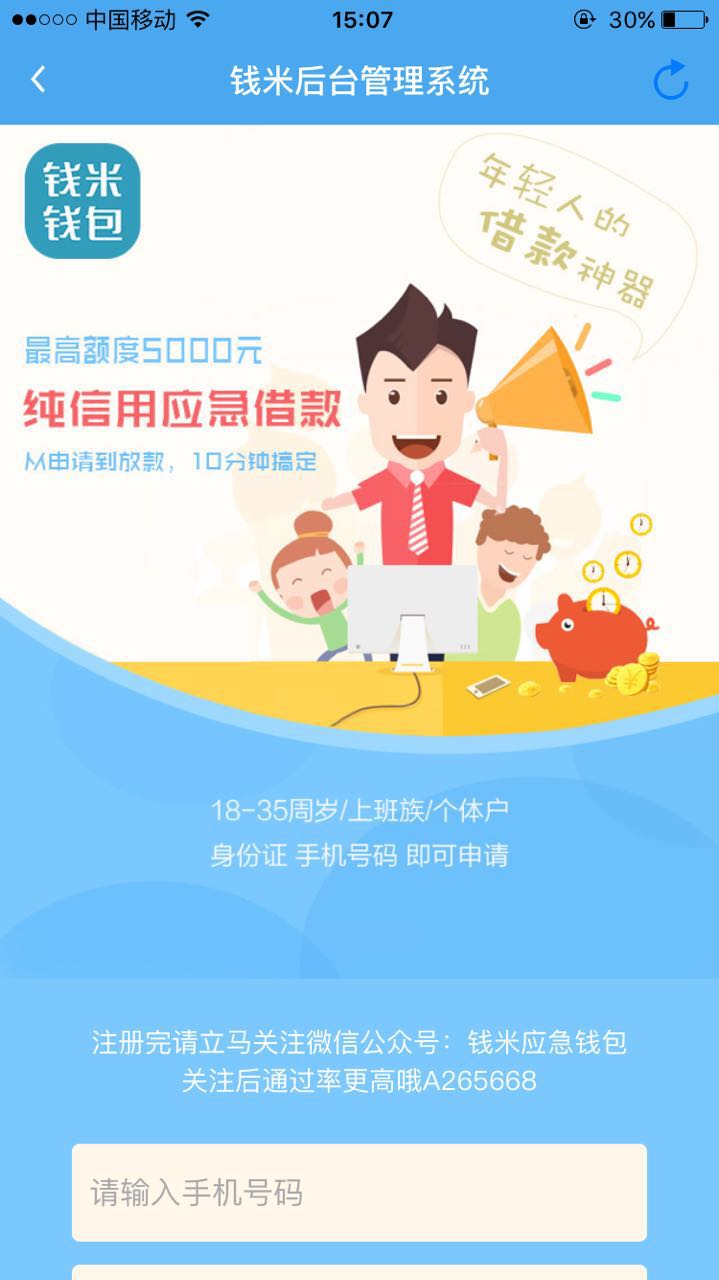 中国移动
15:07
30%
钱米后台管理系统
钱米
钱包
年轻人的
借款神器
最高额度5000元
纯信用应急借款
从申请到放款，10分钟搞定
18-35周岁/上班族/个体户
身份证 手机号码 即可申请
注册完请立马关注微信公众号：钱米应急钱包
关注后通过率更高哦A265668
请输入手机号码